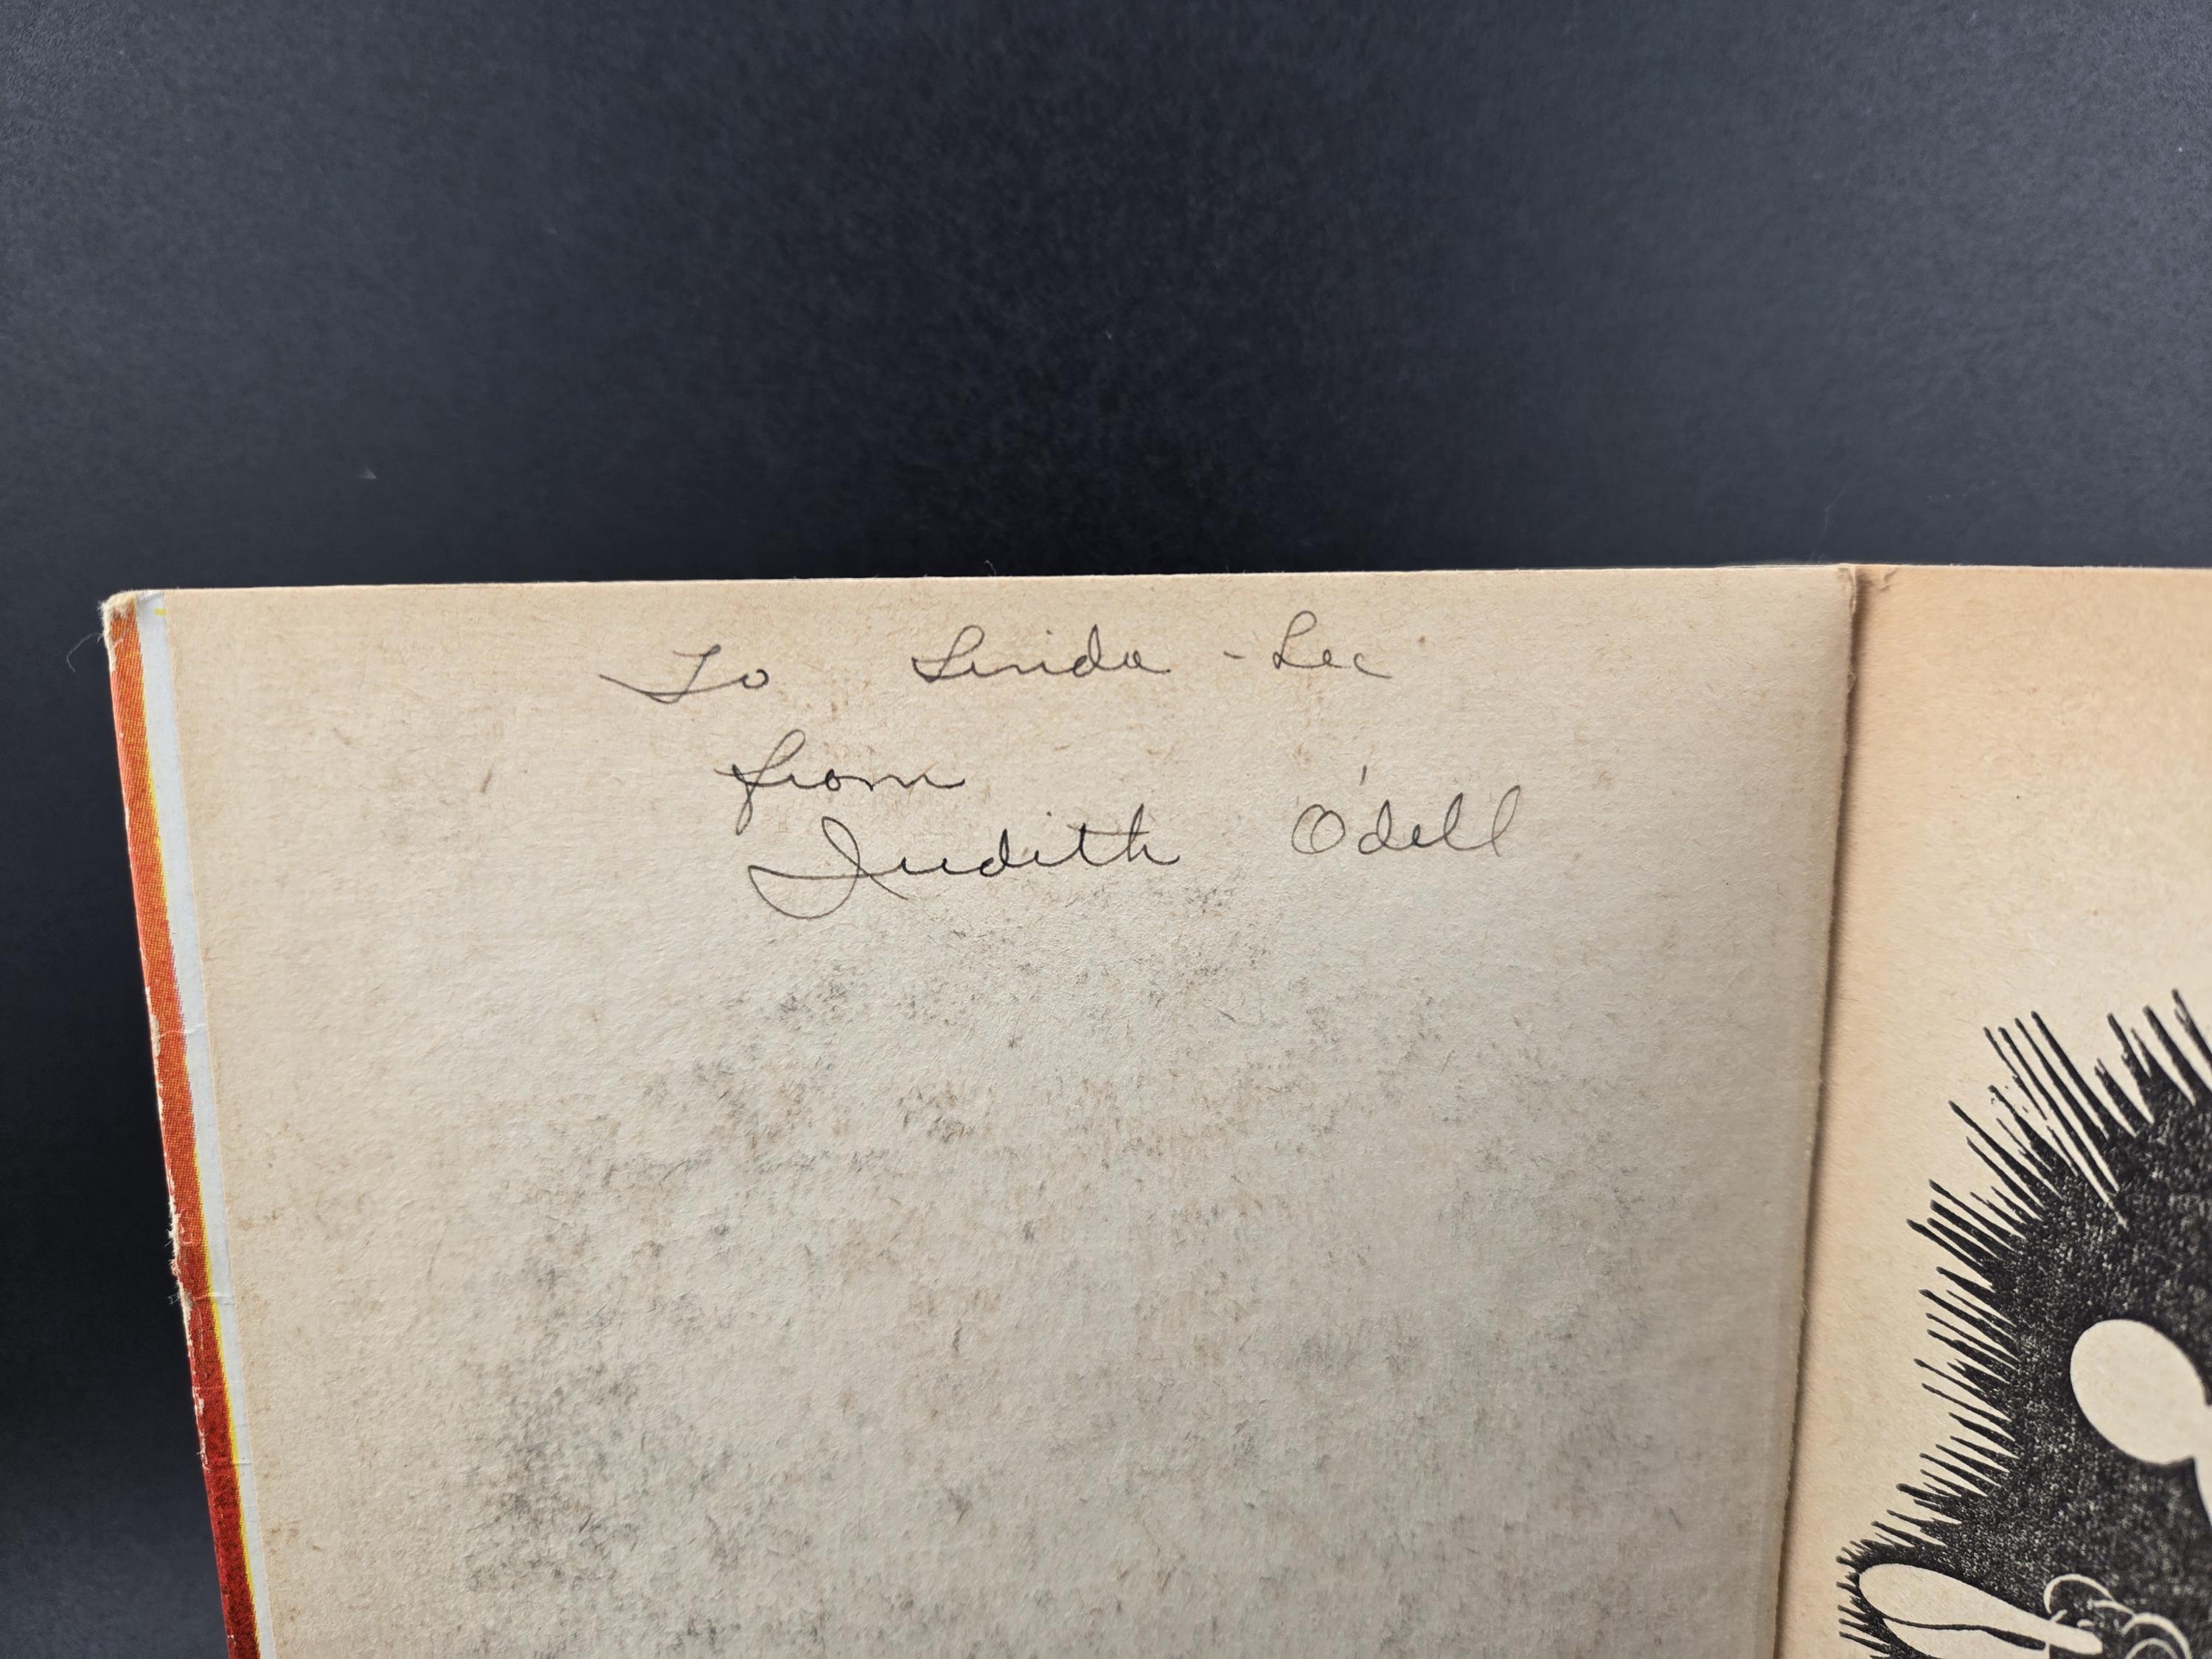 To Linda - Lee
from
Judith O'dell